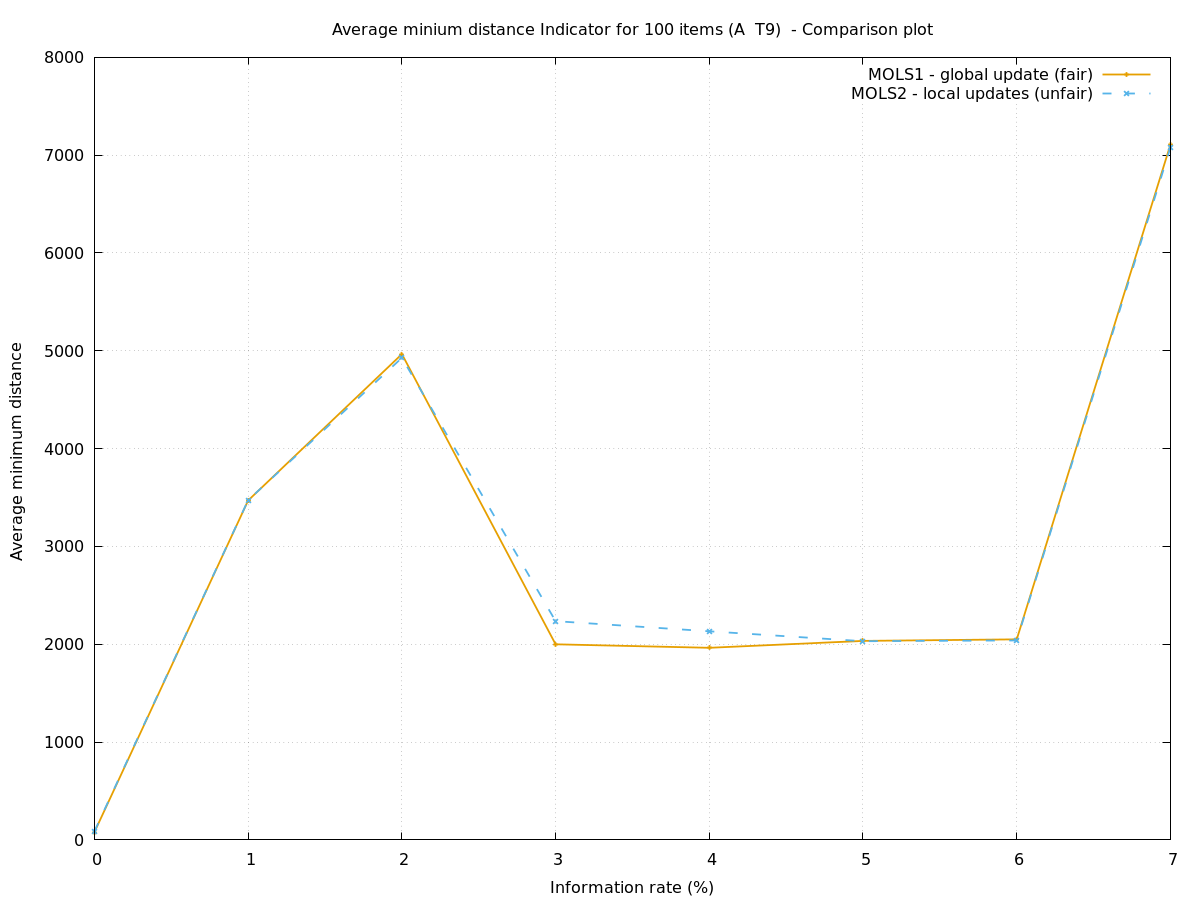 Average minium distance Indicator for 100 items (A  T9)  - Comparison plot
MOLS1 - global update (fair)
MOLS2 - local updates (unfair)
8000
7000
6000
5000
4000
3000
2000
1000
0
Average minimum distance
0 1 2 3 4 5 6 7
Information rate (%)